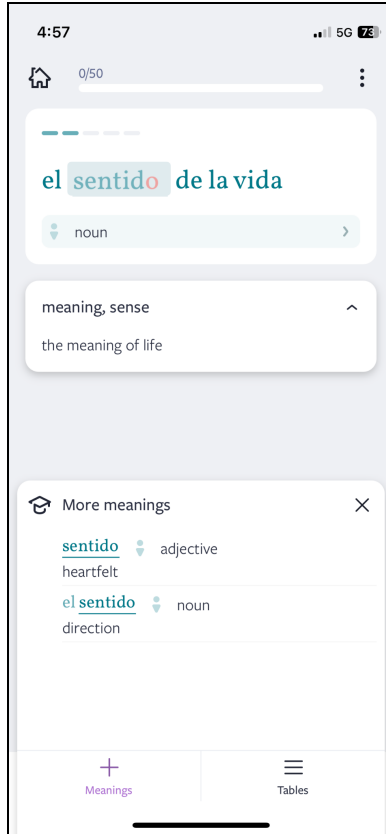 4:57
5G 73
0/50
el sentido de la vida
noun
meaning, sense
the meaning of life
More meanings
sentido adjective
heartfelt
el sentido noun
direction
Meanings
Tables